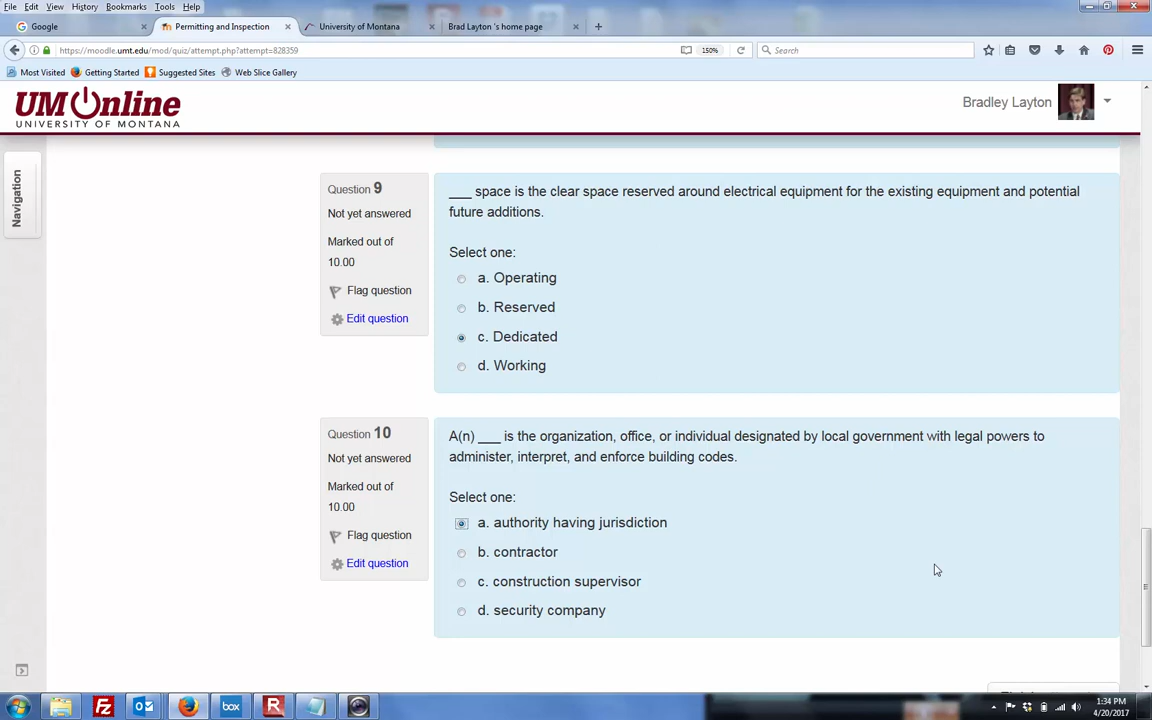 File Edit View History Bookmarks Tools Help
Google Permitting and Inspection University of Montana Brad Layton 's home page
https://moodle.umt.edu/mod/quiz/attempt.php?attempt=828359 150% Search
Most Visited Getting Started Suggested Sites Web Slice Gallery
UMOnline
UNIVERSITY OF MONTANA
Bradley Layton
Navigation
Question 9
Not yet answered
Marked out of
10.00
Flag question
Edit question
___ space is the clear space reserved around electrical equipment for the existing equipment and potential
future additions.
Select one:
a. Operating
b. Reserved
c. Dedicated
d. Working
Question 10
Not yet answered
Marked out of
10.00
Flag question
Edit question
A(n) ___ is the organization, office, or individual designated by local government with legal powers to
administer, interpret, and enforce building codes.
Select one:
a. authority having jurisdiction
b. contractor
c. construction supervisor
d. security company
Fz box R
1:34 PM
4/20/2017